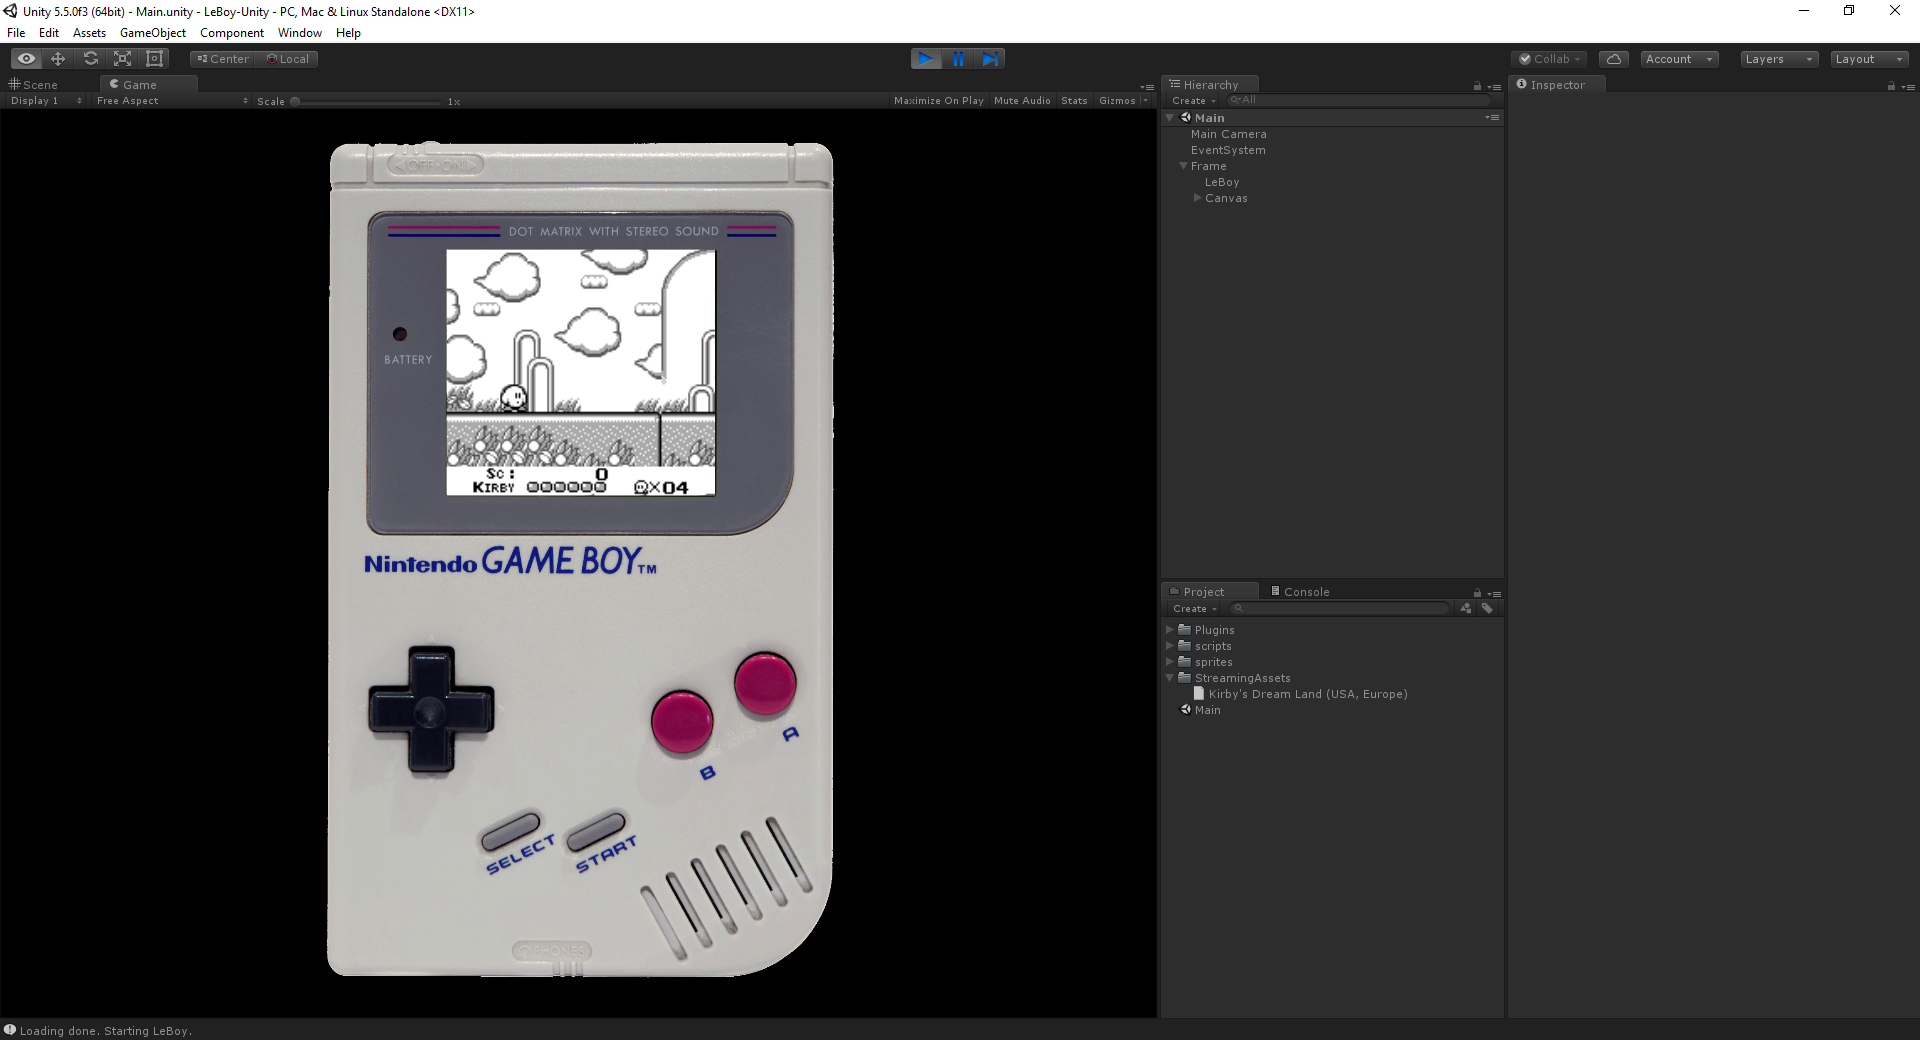 Unity 5.5.0f3 (64bit) - Main.unity - LeBoy-Unity - PC, Mac & Linux Standalone <DX11>
File Edit Assets GameObject Component Window Help
Center Local
Collab Account Layers Layout
Scene Game
Display 1 Free Aspect Scale 1x Maximize On Play Mute Audio Stats Gizmos
OFF ON
DOT MATRIX WITH STEREO SOUND
BATTERY
Sc: 0
KIRBY ×04
Nintendo GAME BOY TM
A
B
SELECT START
PHONES
Hierarchy
Create All
Main
Main Camera
EventSystem
Frame
LeBoy
Canvas
Project Console
Create
Plugins
scripts
sprites
StreamingAssets
Kirby's Dream Land (USA, Europe)
Main
Inspector
Loading done. Starting LeBoy.